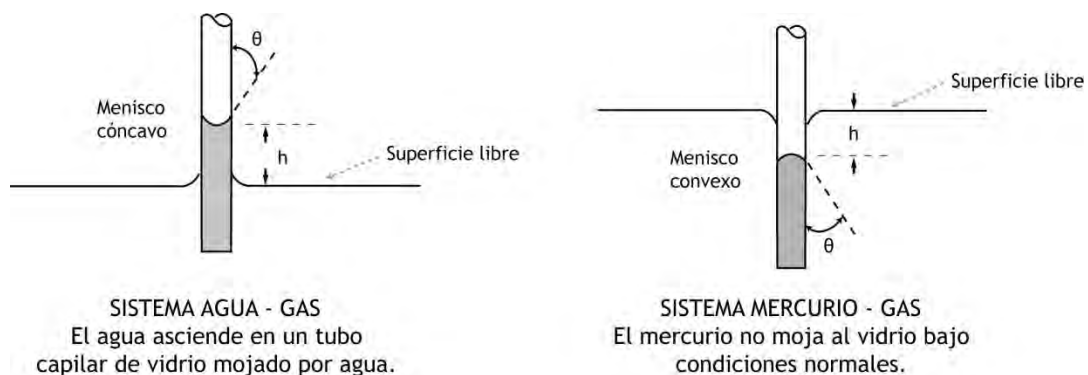 θ
Menisco
cóncavo
h
Superficie libre
SISTEMA AGUA - GAS
El agua asciende en un tubo
capilar de vidrio mojado por agua.
Superficie libre
h
Menisco
convexo
θ
SISTEMA MERCURIO - GAS
El mercurio no moja al vidrio bajo
condiciones normales.